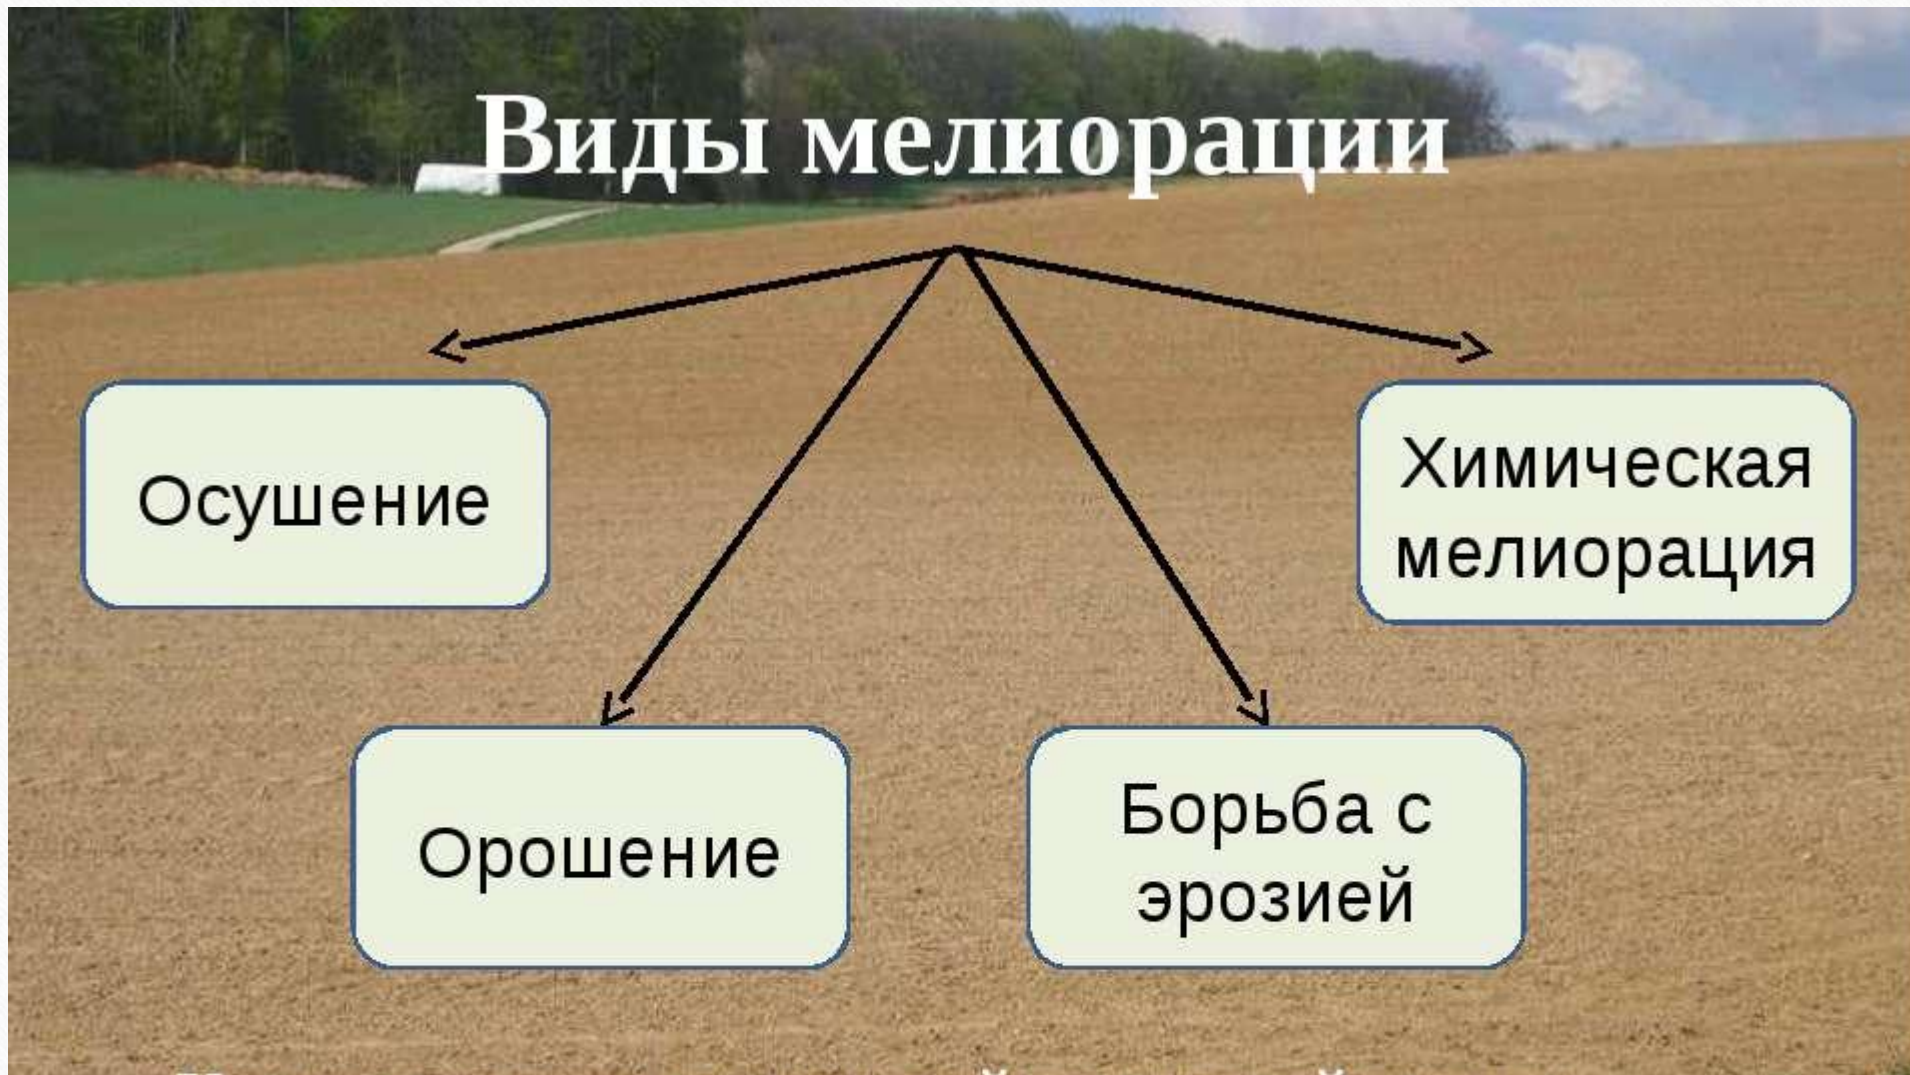 Виды мелиорации
Осушение
Химическая
мелиорация
Орошение
Борьба с
эрозией